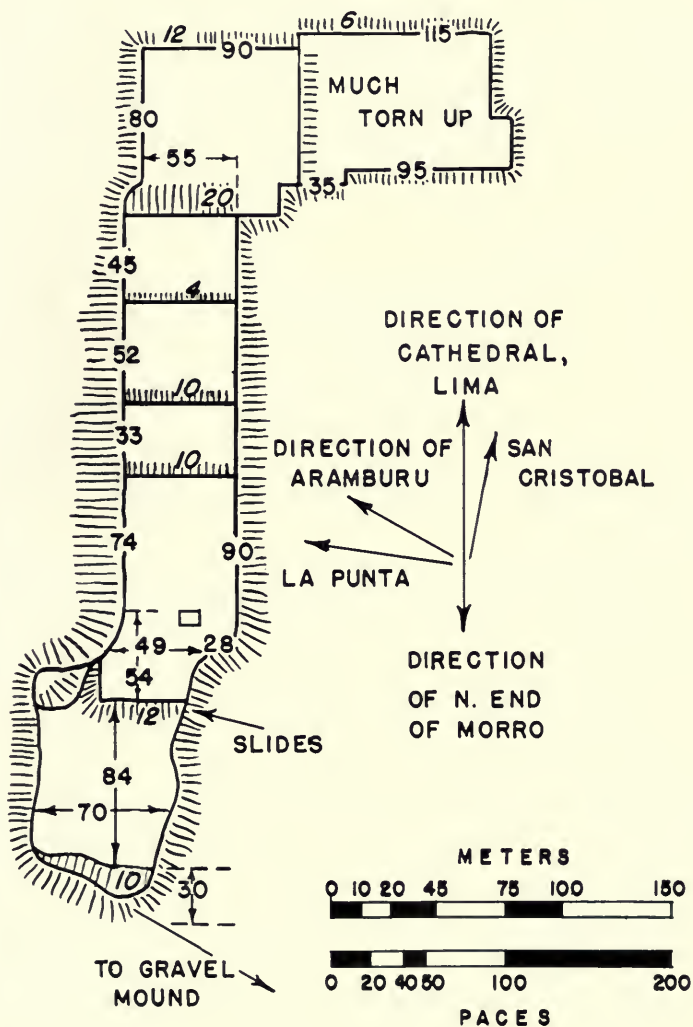 12
90
6
115
MUCH
TORN UP
80
55
20
35
95
45
4
52
10
33
10
74
90
49
28
54
12
SLIDES
84
70
10
30
TO GRAVEL
MOUND
DIRECTION OF
CATHEDRAL,
LIMA
DIRECTION OF
ARAMBURU
SAN
CRISTOBAL
LA PUNTA
DIRECTION
OF N. END
OF MORRO
METERS
0 10 20 45 75 100 150
0 20 40 50 100 200
PACES